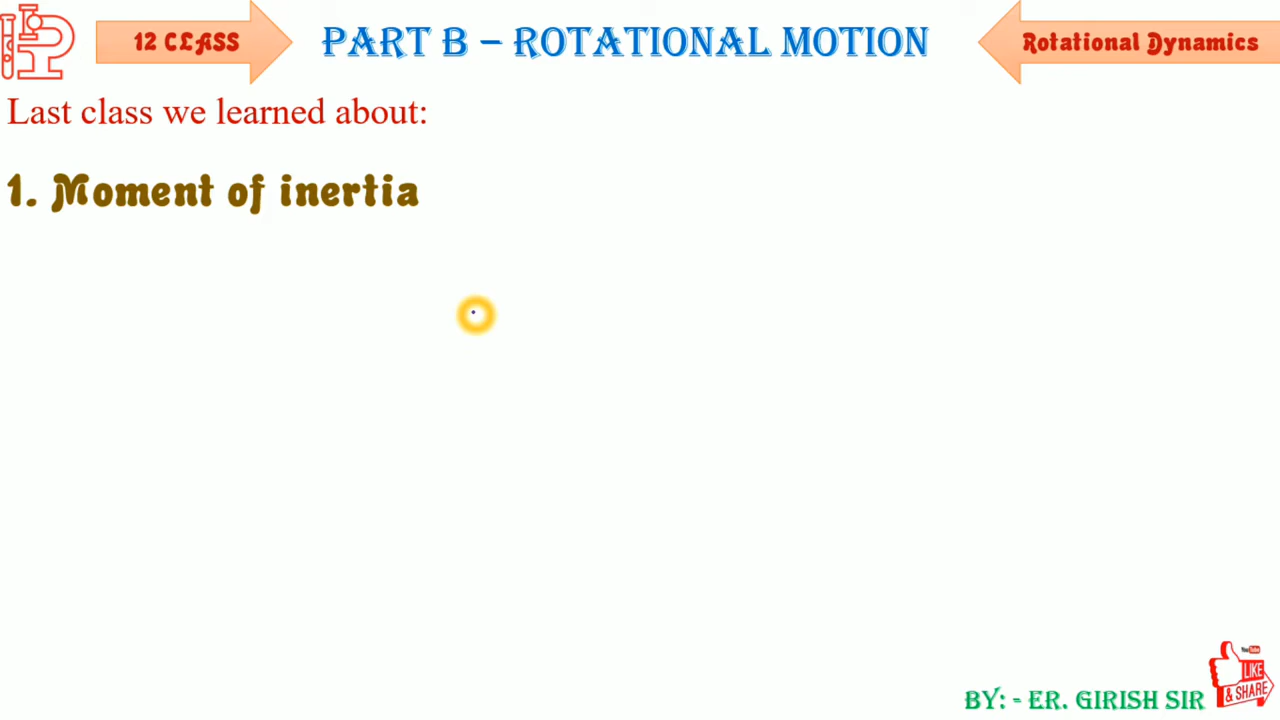 12 CLASS
PART B – ROTATIONAL MOTION
Rotational Dynamics
Last class we learned about:
1. Moment of inertia
YouTube
LIKE
& SHARE
BY: - ER. GIRISH SIR